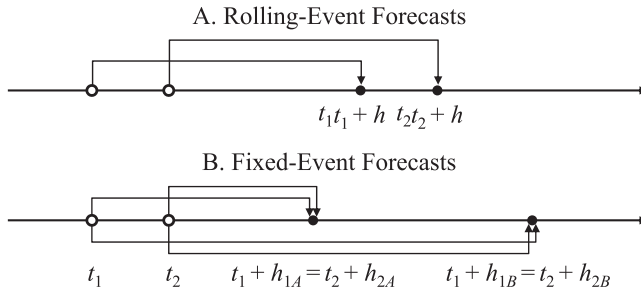 A. Rolling-Event Forecasts
t₁t₁ + h t₂t₂ + h
B. Fixed-Event Forecasts
t₁ t₂ t₁ + h₁A = t₂ + h₂A t₁ + h₁B = t₂ + h₂B